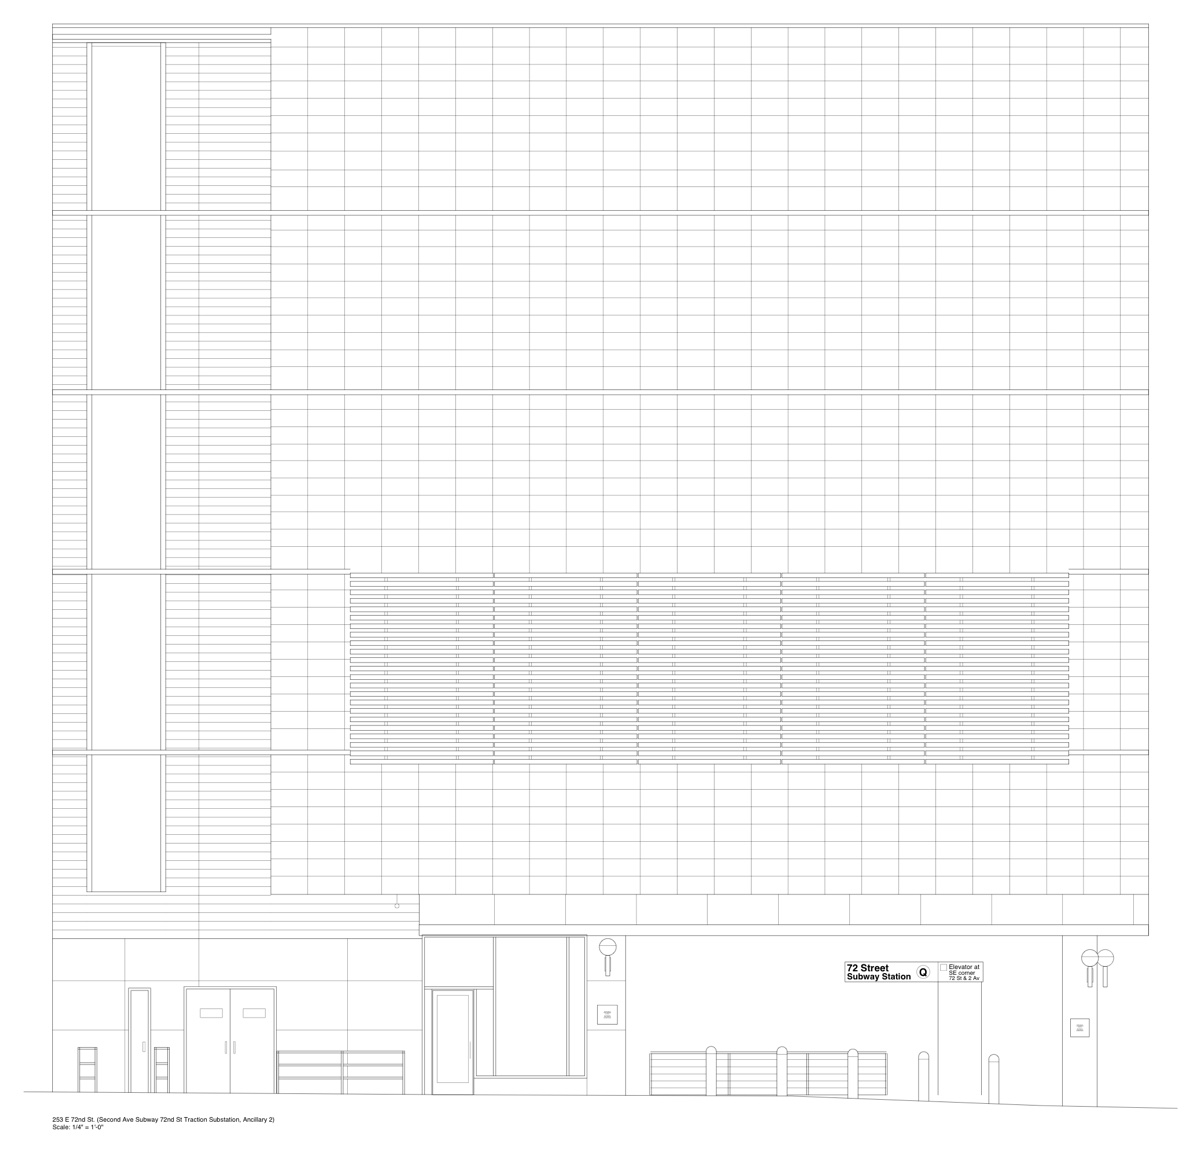 72 Street
Subway Station
Q
Elevator at
SE corner
72 St & 2 Av
253 E 72nd St. (Second Ave Subway 72nd St Traction Substation, Ancillary 2)
Scale: 1/4" = 1'-0"